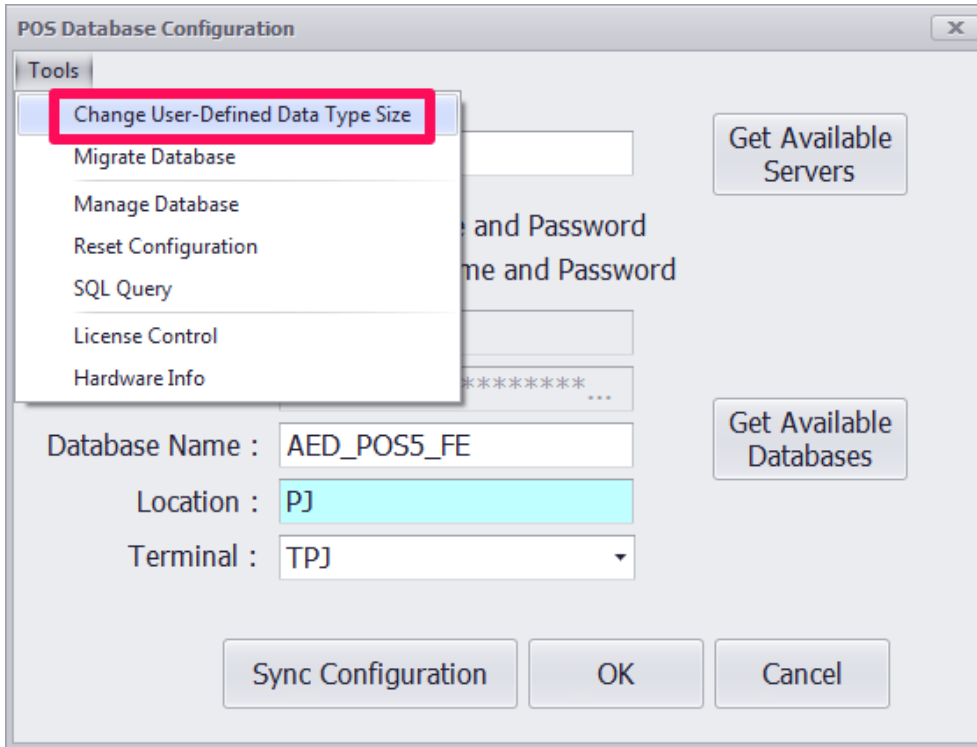 POS Database Configuration
Tools
Change User-Defined Data Type Size
Migrate Database
Manage Database
Reset Configuration
SQL Query
License Control
Hardware Info
Get Available
Servers
and Password
me and Password
********...
Get Available
Databases
Database Name : AED_POS5_FE
Location : PJ
Terminal : TPJ
Sync Configuration OK Cancel